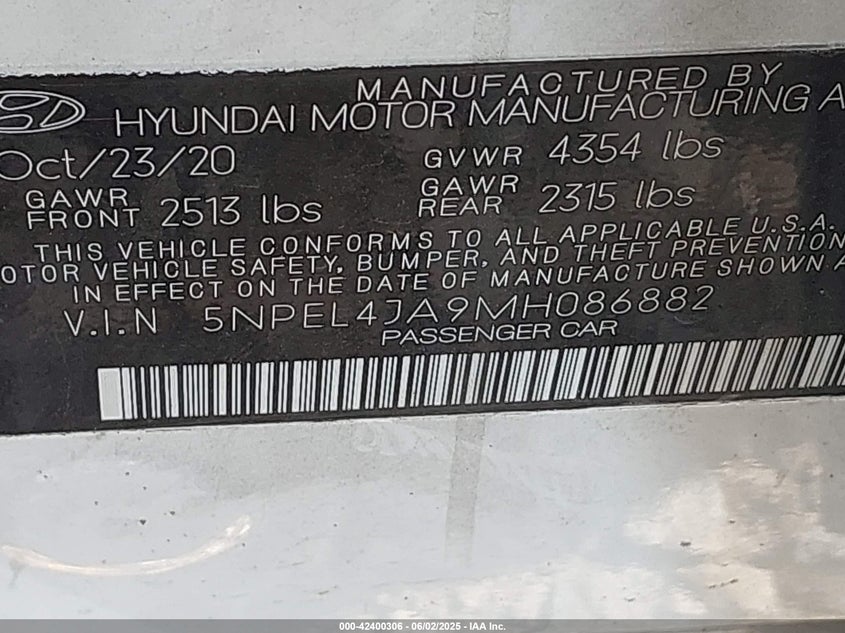 MANUFACTURED BY
HYUNDAI MOTOR MANUFACTURING A
Oct/23/20 GVWR 4354 lbs
GAWR FRONT 2513 lbs GAWR REAR 2315 lbs
THIS VEHICLE CONFORMS TO ALL APPLICABLE U.S.A.
OTOR VEHICLE SAFETY, BUMPER, AND THEFT PREVENTION
IN EFFECT ON THE DATE OF MANUFACTURE SHOWN A
V.I.N 5NPEL4JA9MH086882
PASSENGER CAR
000-42400306 - 06/02/2025 - IAA Inc.